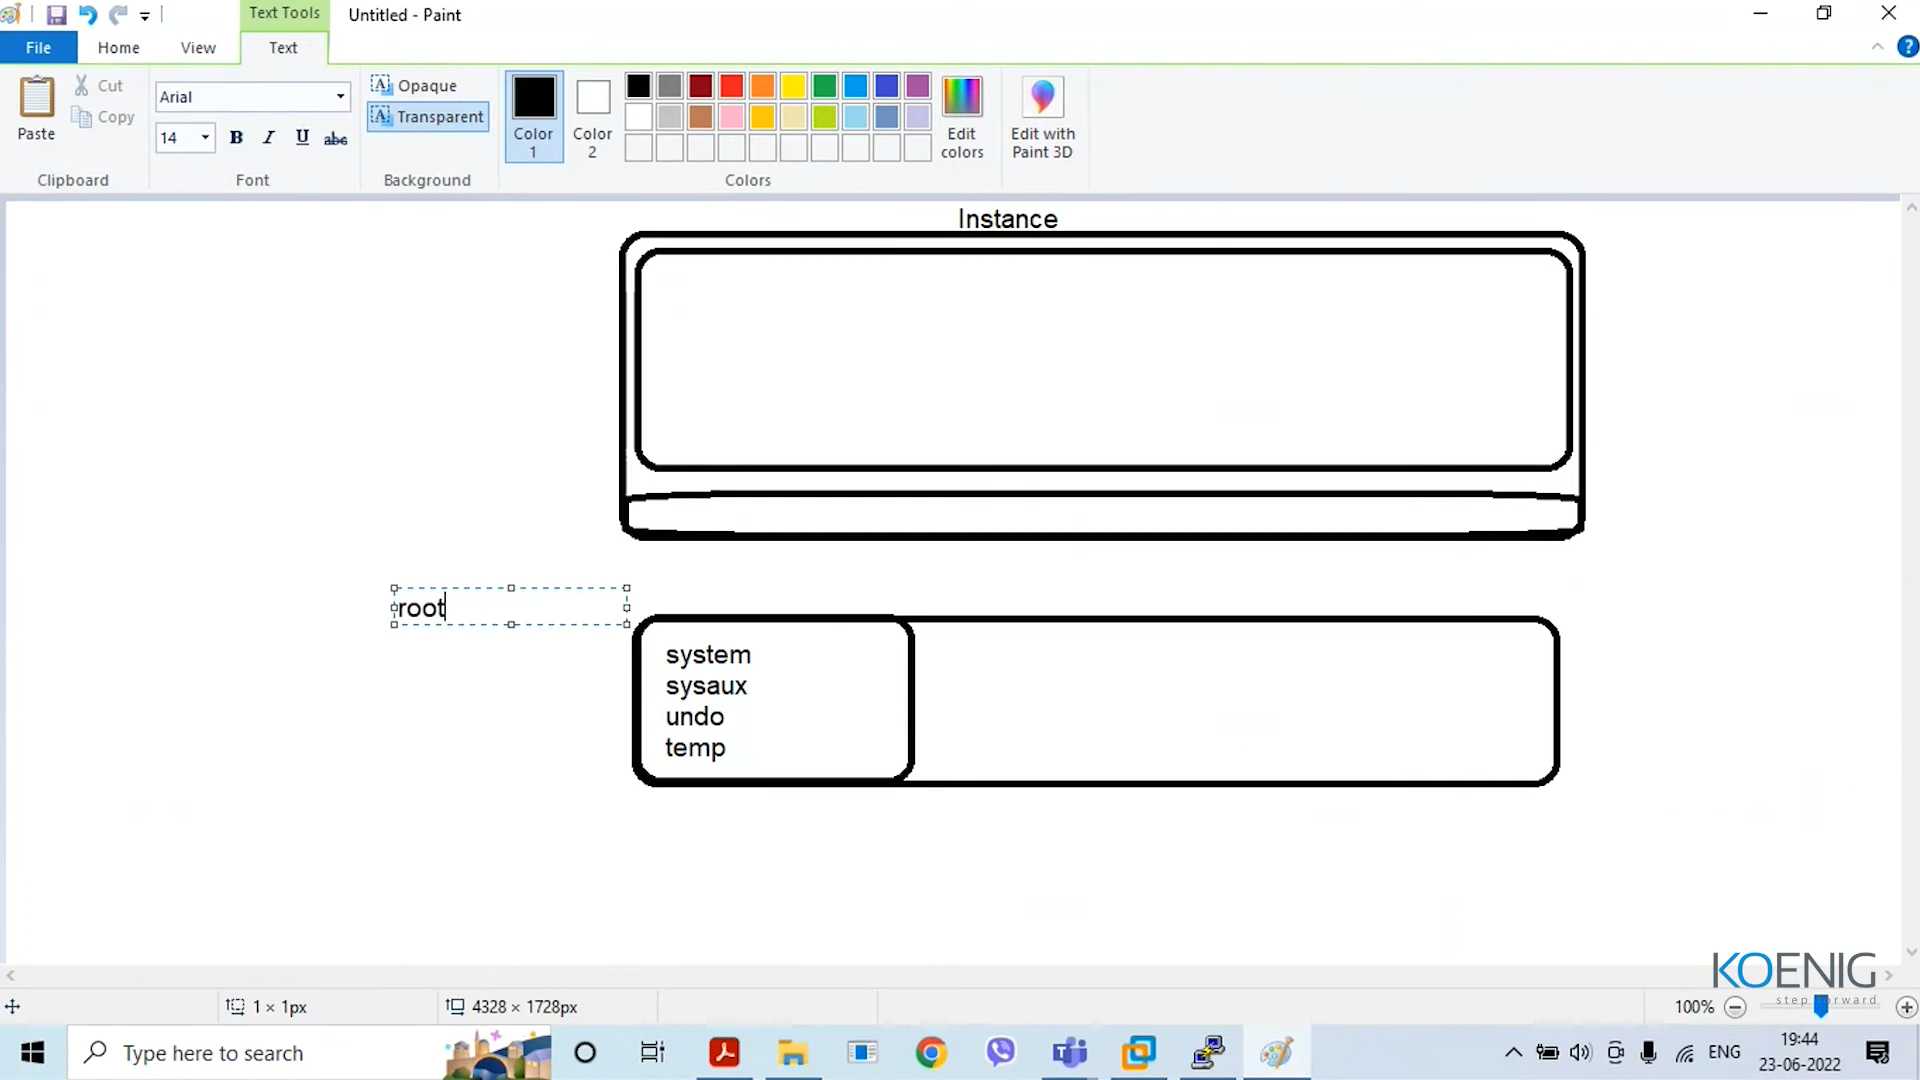 Text Tools
Untitled - Paint
File
Home
View
Text
Paste
Cut
Copy
Clipboard
Arial
14
B
I
U
abc
Font
Opaque
Transparent
Background
Color 1
Color 2
Colors
Edit colors
Edit with Paint 3D
Instance
root
system
sysaux
undo
temp
KOENIG
step forward
1 × 1px
4328 × 1728px
100%
Type here to search
ENG
19:44
23-06-2022